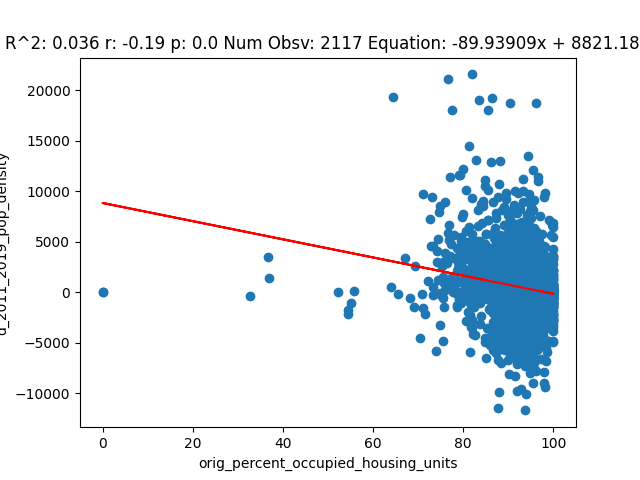 R^2: 0.036 r: -0.19 p: 0.0 Num Obsv: 2117 Equation: -89.93909x + 8821.18
20000
15000
10000
5000
0
−5000
−10000
d_2011_2019_pop_density
0 20 40 60 80 100
orig_percent_occupied_housing_units